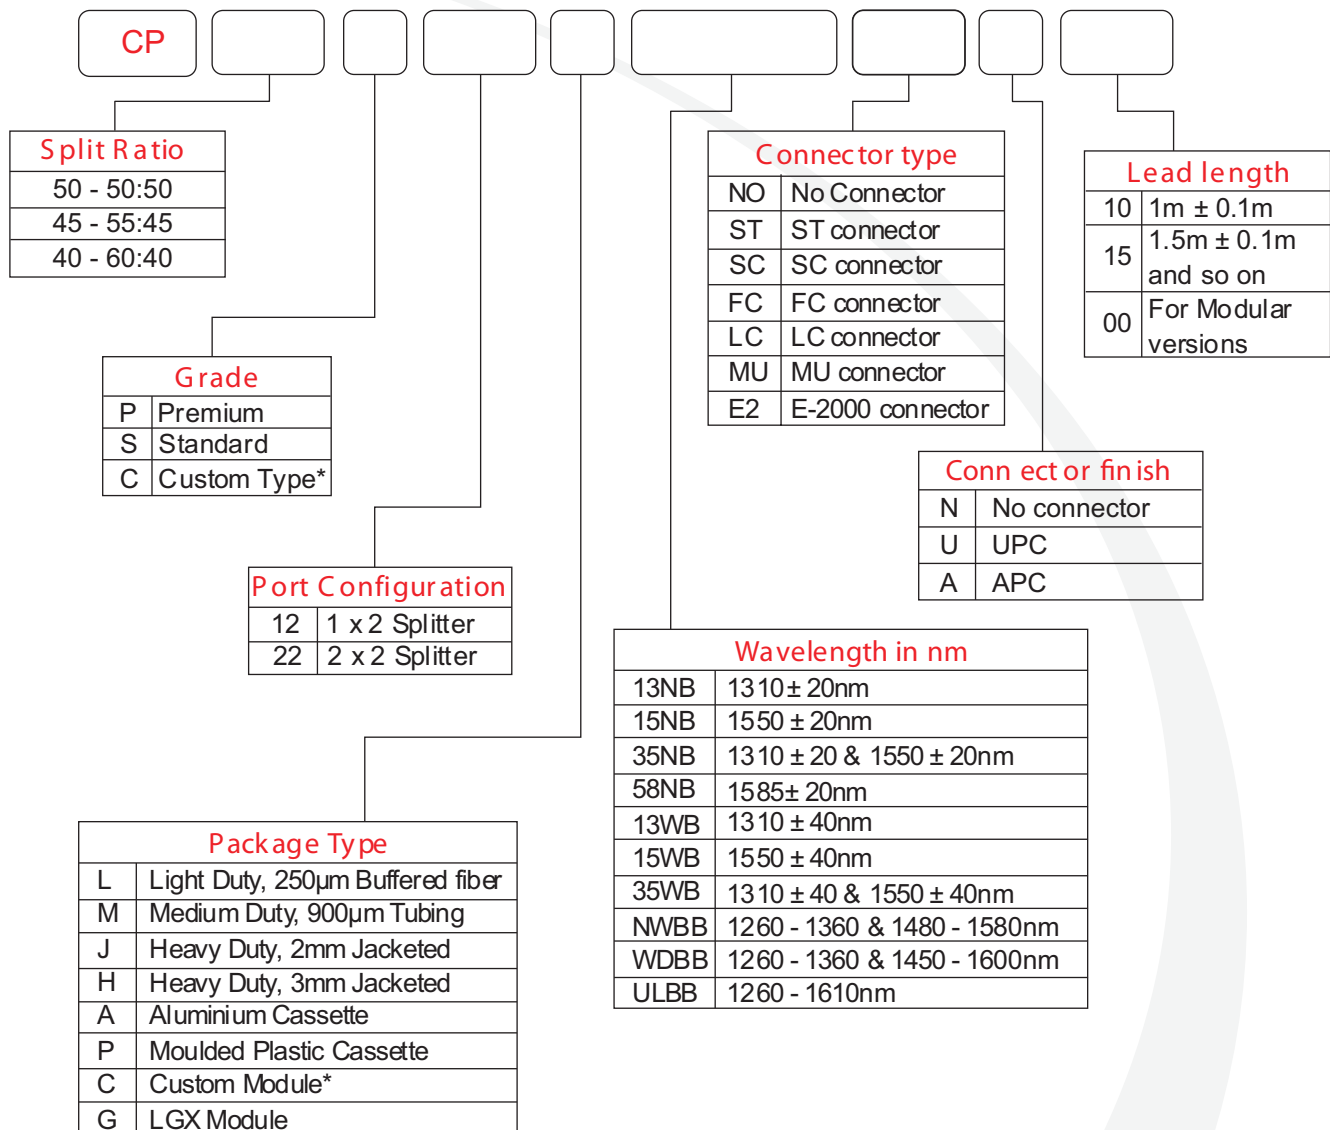 CP
Split Ratio
50 - 50:50
45 - 55:45
40 - 60:40
Grade
P Premium
S Standard
C Custom Type*
Port Configuration
12 1 x 2 Splitter
22 2 x 2 Splitter
Package Type
L Light Duty, 250µm Buffered fiber
M Medium Duty, 900µm Tubing
J Heavy Duty, 2mm Jacketed
H Heavy Duty, 3mm Jacketed
A Aluminium Cassette
P Moulded Plastic Cassette
C Custom Module*
G LGX Module
Wavelength in nm
13NB 1310± 20nm
15NB 1550 ± 20nm
35NB 1310 ± 20 & 1550 ± 20nm
58NB 1585± 20nm
13WB 1310 ± 40nm
15WB 1550 ± 40nm
35WB 1310 ± 40 & 1550 ± 40nm
NWBB 1260 - 1360 & 1480 - 1580nm
WDBB 1260 - 1360 & 1450 - 1600nm
ULBB 1260 - 1610nm
Connector type
NO No Connector
ST ST connector
SC SC connector
FC FC connector
LC LC connector
MU MU connector
E2 E-2000 connector
Connector finish
N No connector
U UPC
A APC
Lead length
10 1m ± 0.1m
15 1.5m ± 0.1m
and so on
00 For Modular
versions